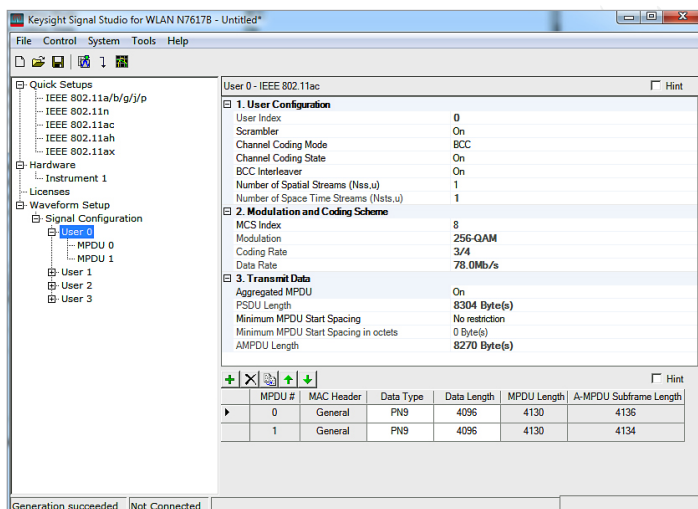 Keysight Signal Studio for WLAN N7617B - Untitled*
File Control System Tools Help
Quick Setups
IEEE 802.11a/b/g/j/p
IEEE 802.11n
IEEE 802.11ac
IEEE 802.11ah
IEEE 802.11ax
Hardware
Instrument 1
Licenses
Waveform Setup
Signal Configuration
User 0
MPDU 0
MPDU 1
User 1
User 2
User 3
User 0 - IEEE 802.11ac Hint
1. User Configuration
User Index 0
Scrambler On
Channel Coding Mode BCC
Channel Coding State On
BCC Interleaver On
Number of Spatial Streams (Nss,u) 1
Number of Space Time Streams (Nsts,u) 1
2. Modulation and Coding Scheme
MCS Index 8
Modulation 256-QAM
Coding Rate 3/4
Data Rate 78.0Mb/s
3. Transmit Data
Aggregated MPDU On
PSDU Length 8304 Byte(s)
Minimum MPDU Start Spacing No restriction
Minimum MPDU Start Spacing in octets 0 Byte(s)
AMPDU Length 8270 Byte(s)
Hint
MPDU # MAC Header Data Type Data Length MPDU Length A-MPDU Subframe Length
0 General PN9 4096 4130 4136
1 General PN9 4096 4130 4134
Generation succeeded Not Connected